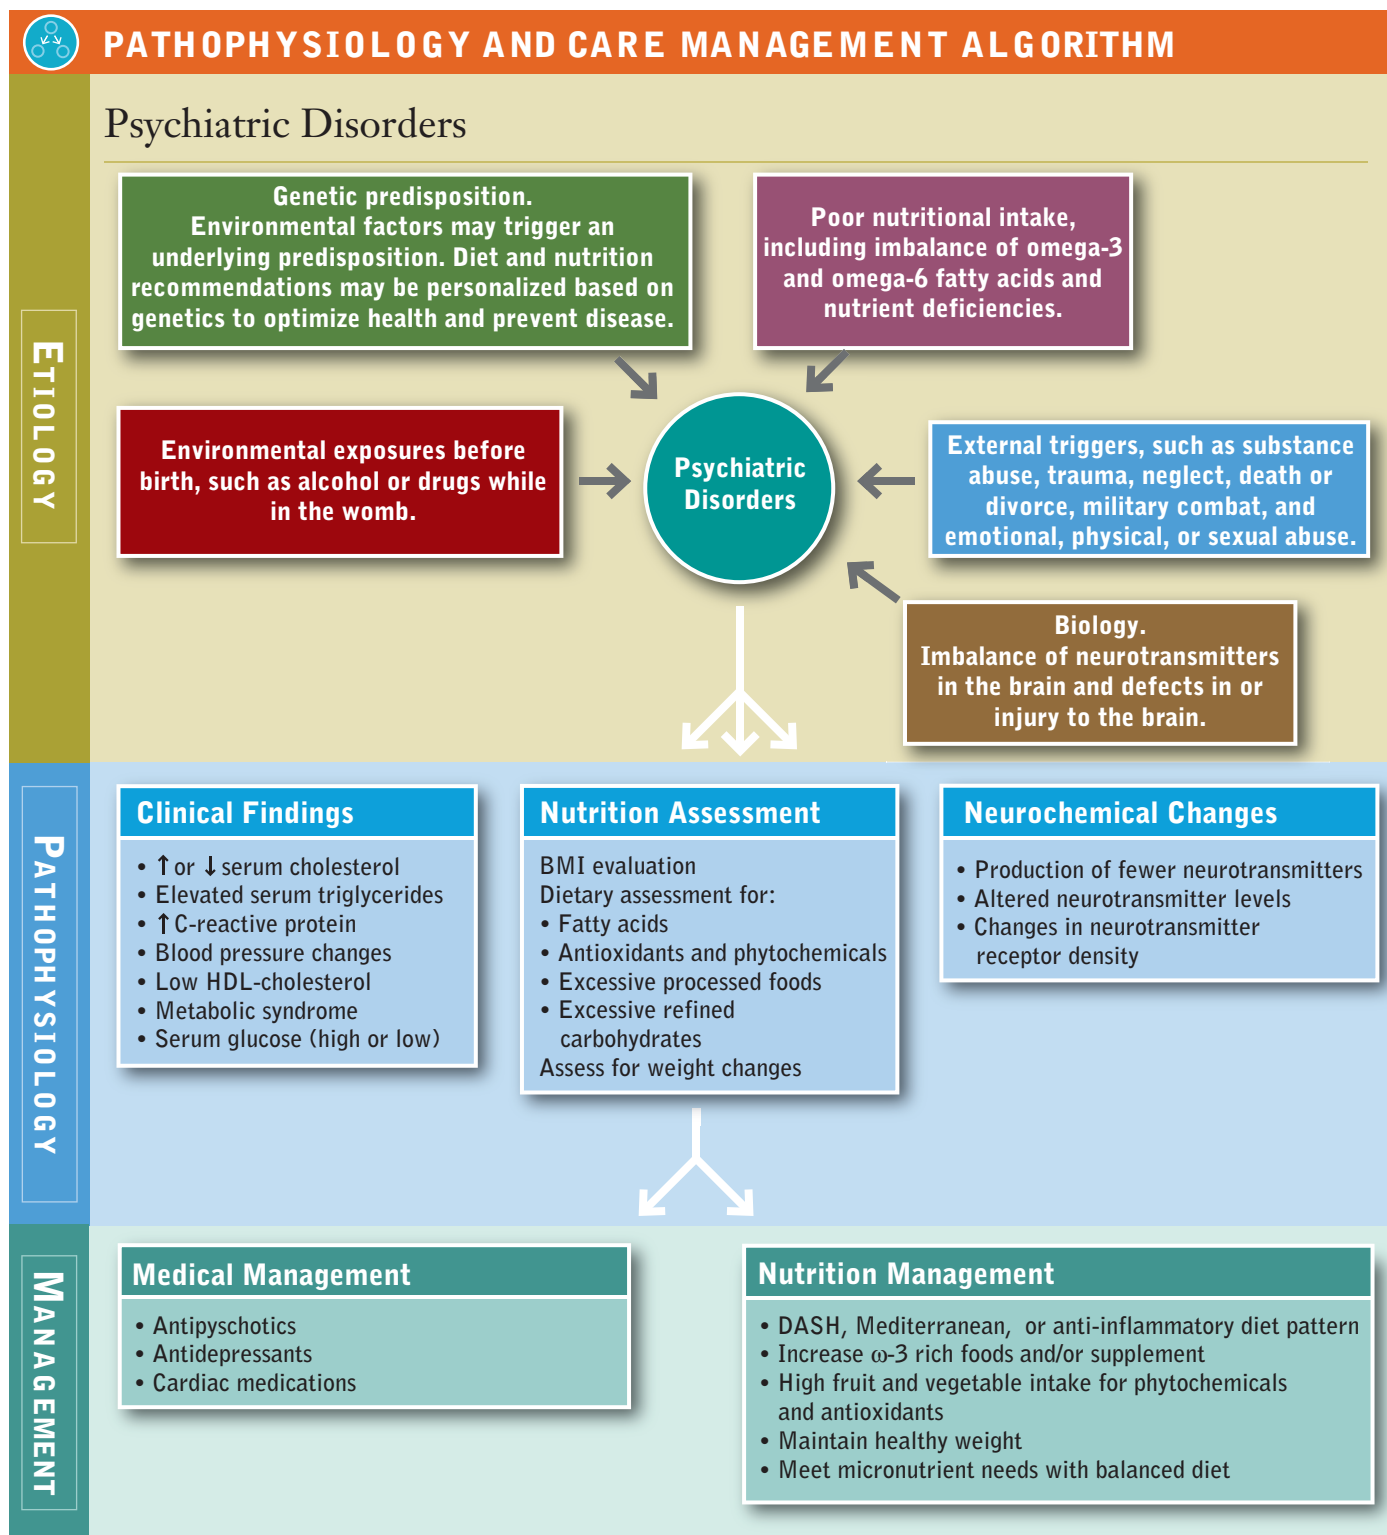 PATHOPHYSIOLOGY AND CARE MANAGEMENT ALGORITHM
Psychiatric Disorders
ETIOLOGY
Genetic predisposition.
Environmental factors may trigger an
underlying predisposition. Diet and nutrition
recommendations may be personalized based on
genetics to optimize health and prevent disease.
Poor nutritional intake,
including imbalance of omega-3
and omega-6 fatty acids and
nutrient deficiencies.
Environmental exposures before
birth, such as alcohol or drugs while
in the womb.
Psychiatric
Disorders
External triggers, such as substance
abuse, trauma, neglect, death or
divorce, military combat, and
emotional, physical, or sexual abuse.
Biology.
Imbalance of neurotransmitters
in the brain and defects in or
injury to the brain.
PATHOPHYSIOLOGY
Clinical Findings
• ↑ or ↓ serum cholesterol
• Elevated serum triglycerides
• ↑ C-reactive protein
• Blood pressure changes
• Low HDL-cholesterol
• Metabolic syndrome
• Serum glucose (high or low)
Nutrition Assessment
BMI evaluation
Dietary assessment for:
• Fatty acids
• Antioxidants and phytochemicals
• Excessive processed foods
• Excessive refined
carbohydrates
Assess for weight changes
Neurochemical Changes
• Production of fewer neurotransmitters
• Altered neurotransmitter levels
• Changes in neurotransmitter
receptor density
MANAGEMENT
Medical Management
• Antipyschotics
• Antidepressants
• Cardiac medications
Nutrition Management
• DASH, Mediterranean, or anti-inflammatory diet pattern
• Increase ω-3 rich foods and/or supplement
• High fruit and vegetable intake for phytochemicals
and antioxidants
• Maintain healthy weight
• Meet micronutrient needs with balanced diet